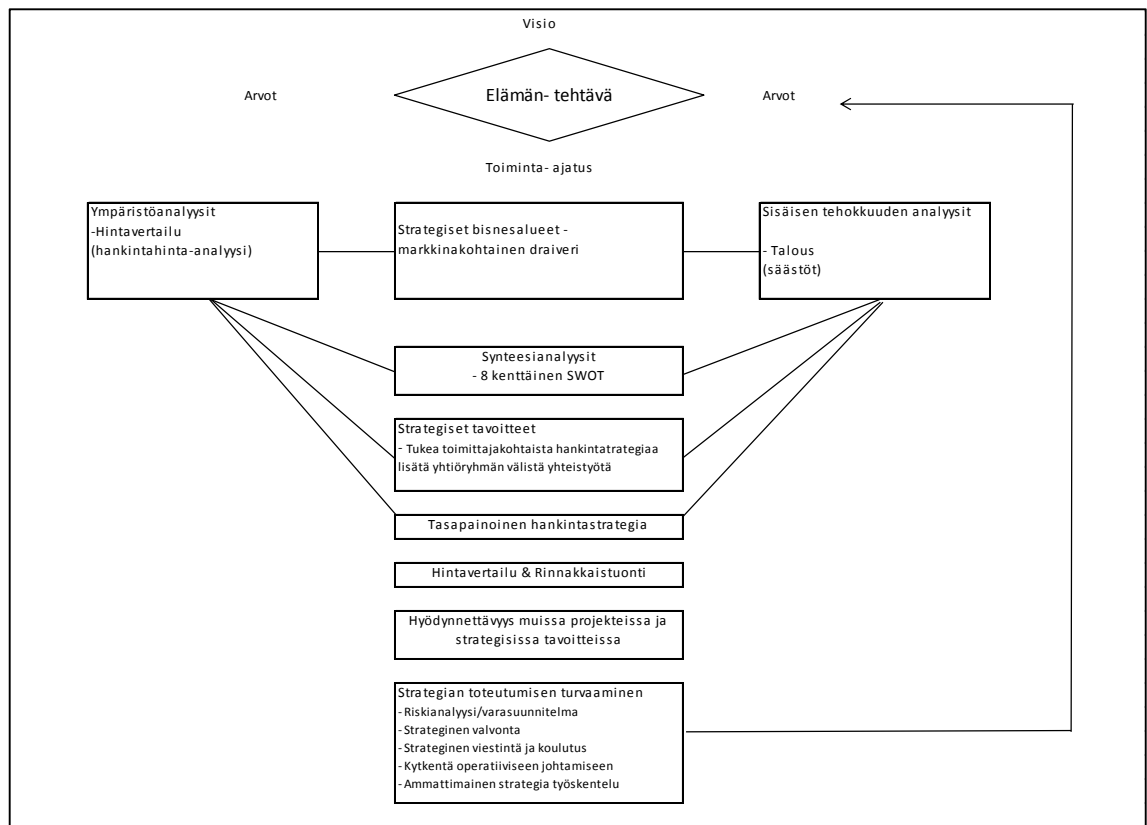 Visio
Arvot
Elämän- tehtävä
Arvot
Toiminta- ajatus
Ympäristöanalyysit
-Hintavertailu
(hankintahinta-analyysi)
Strategiset bisnesalueet -
markkinakohtainen draiveri
Sisäisen tehokkuuden analyysit
- Talous
(säästöt)
Synteesianalyysit
- 8 kenttäinen SWOT
Strategiset tavoitteet
- Tukea toimittajakohtaista hankintatrategiaa
lisätä yhtiöryhmän välistä yhteistyötä
Tasapainoinen hankintastrategia
Hintavertailu & Rinnakkaistuonti
Hyödynnettävyys muissa projekteissa ja
strategisissa tavoitteissa
Strategian toteutumisen turvaaminen
- Riskianalyysi/varasuunnitelma
- Strateginen valvonta
- Strateginen viestintä ja koulutus
- Kytkentä operatiiviseen johtamiseen
- Ammattimainen strategia työskentelu